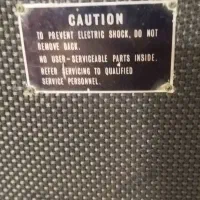 CAUTION
TO PREVENT ELECTRIC SHOCK, DO NOT
REMOVE BACK.
NO USER-SERVICEABLE PARTS INSIDE.
REFER SERVICING TO QUALIFIED
SERVICE PERSONNEL.